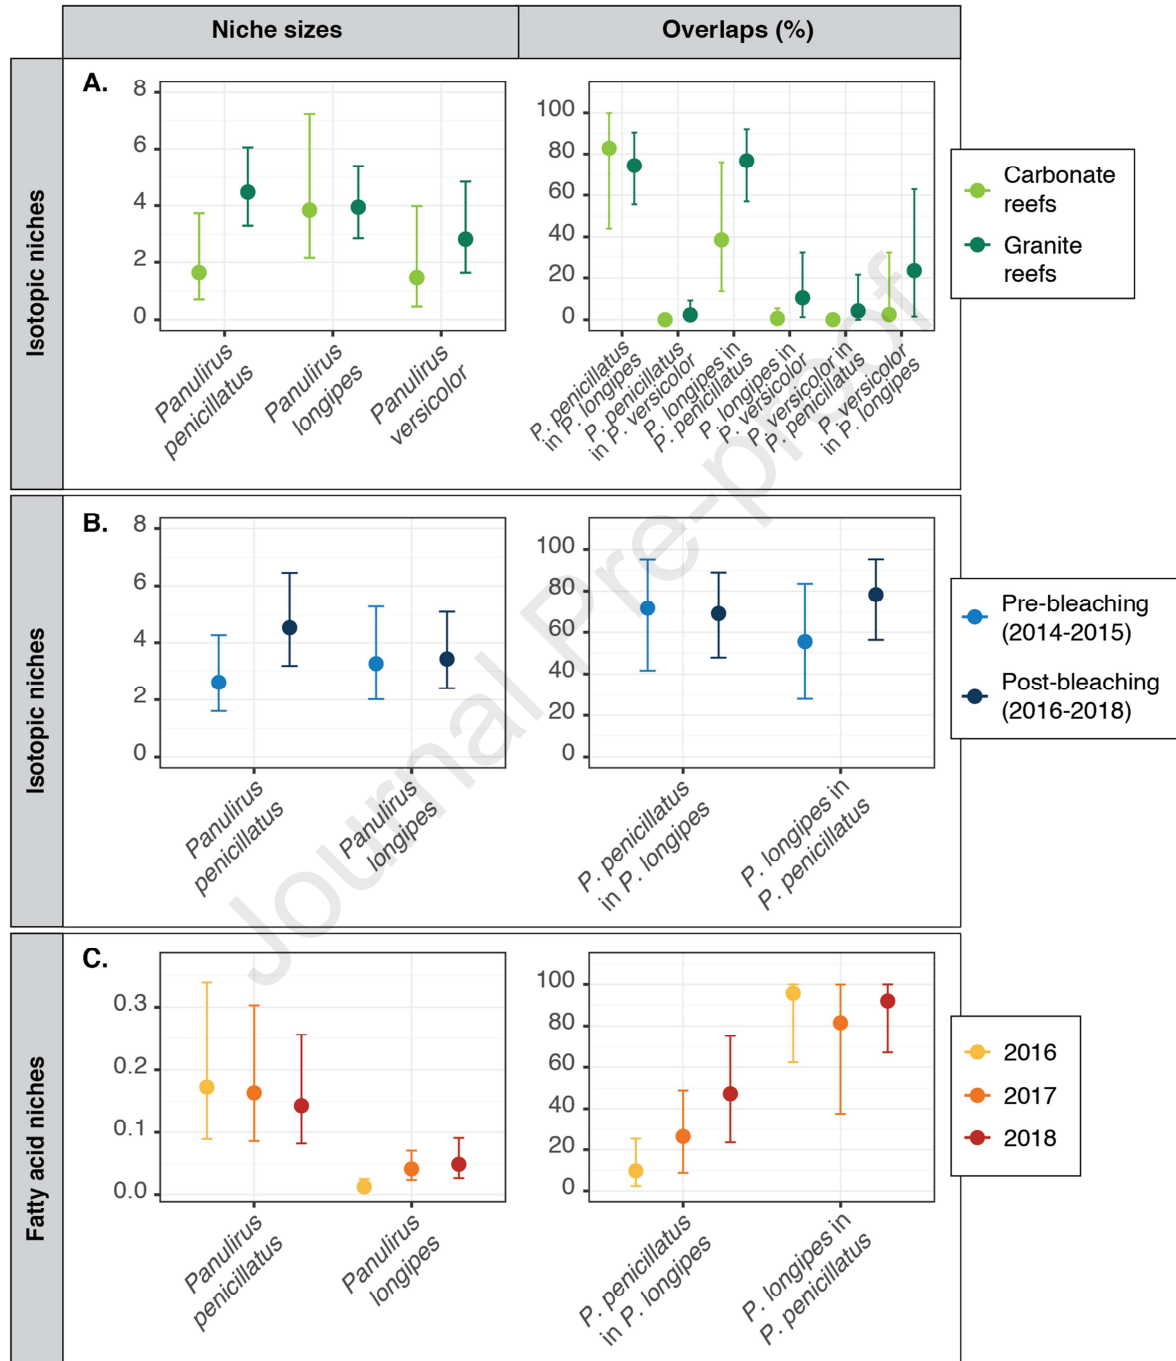 Niche sizes
Overlaps (%)
Isotopic niches
A.
8
6
4
2
0
Panulirus
penicillatus
Panulirus
longipes
Panulirus
versicolor
100
80
60
40
20
0
P. penicillatus
in P. longipes
P. penicillatus
in P. versicolor
P. longipes in
P. penicillatus
P. longipes in
P. versicolor
P. versicolor in
P. penicillatus
P. versicolor
in P. longipes
Carbonate
reefs
Granite
reefs
Isotopic niches
B.
8
6
4
2
0
Panulirus
penicillatus
Panulirus
longipes
100
80
60
40
20
0
P. penicillatus
in P. longipes
P. longipes in
P. penicillatus
Pre-bleaching
(2014-2015)
Post-bleaching
(2016-2018)
Fatty acid niches
C.
0.3
0.2
0.1
0.0
Panulirus
penicillatus
Panulirus
longipes
100
80
60
40
20
0
P. penicillatus
in P. longipes
P. longipes in
P. penicillatus
2016
2017
2018
Journal Pre-proof